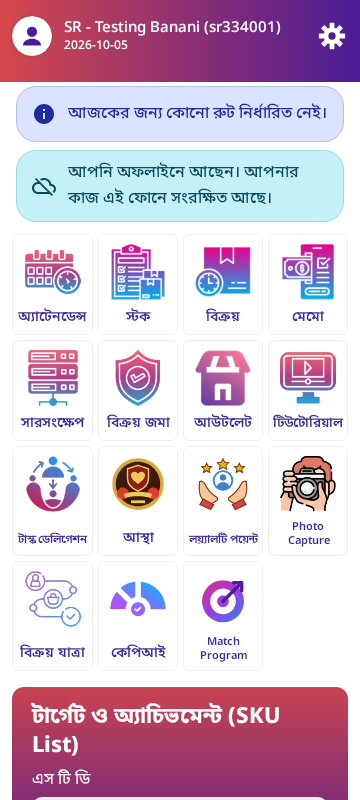 SR - Testing Banani (sr334001)
2026-10-05
আজকের জন্য কোনো রুট নির্ধারিত নেই।
আপনি অফলাইনে আছেন। আপনার
কাজ এই ফোনে সংরক্ষিত আছে।
অ্যাটেনডেন্স
স্টক
বিক্রয়
মেমো
সারসংক্ষেপ
বিক্রয় জমা
আউটলেট
টিউটোরিয়াল
টাস্ক ডেলিগেশন
আস্থা
লয়্যালটি পয়েন্ট
Photo
Capture
বিক্রয় যাত্রা
কেপিআই
Match
Program
টার্গেট ও অ্যাচিভমেন্ট (SKU
List)
এস টি ডি